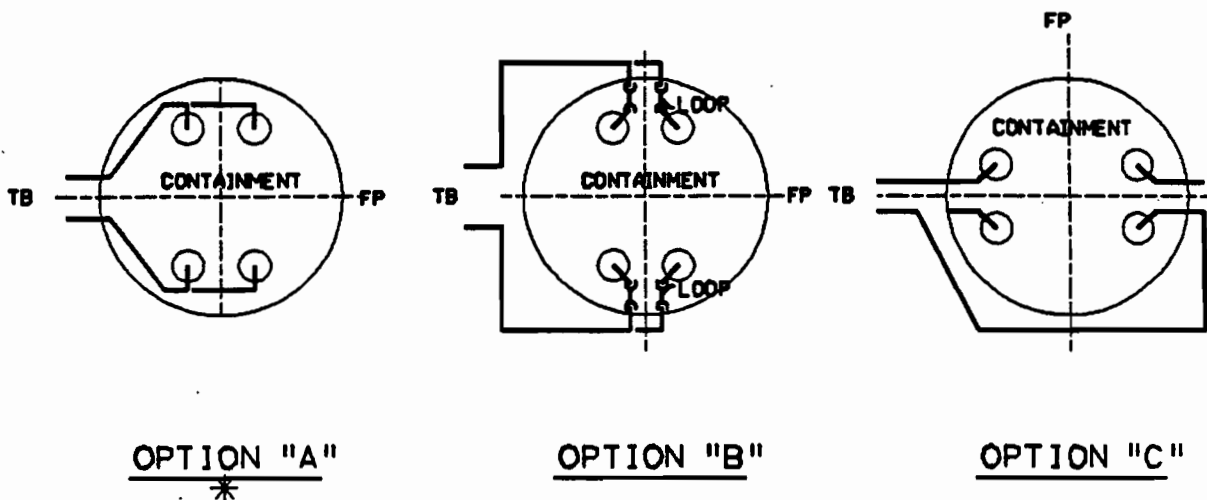 TB
CONTAINMENT
FP
OPTION "A"
*
TB
LOOP
CONTAINMENT
FP
LOOP
OPTION "B"
FP
CONTAINMENT
TB
OPTION "C"